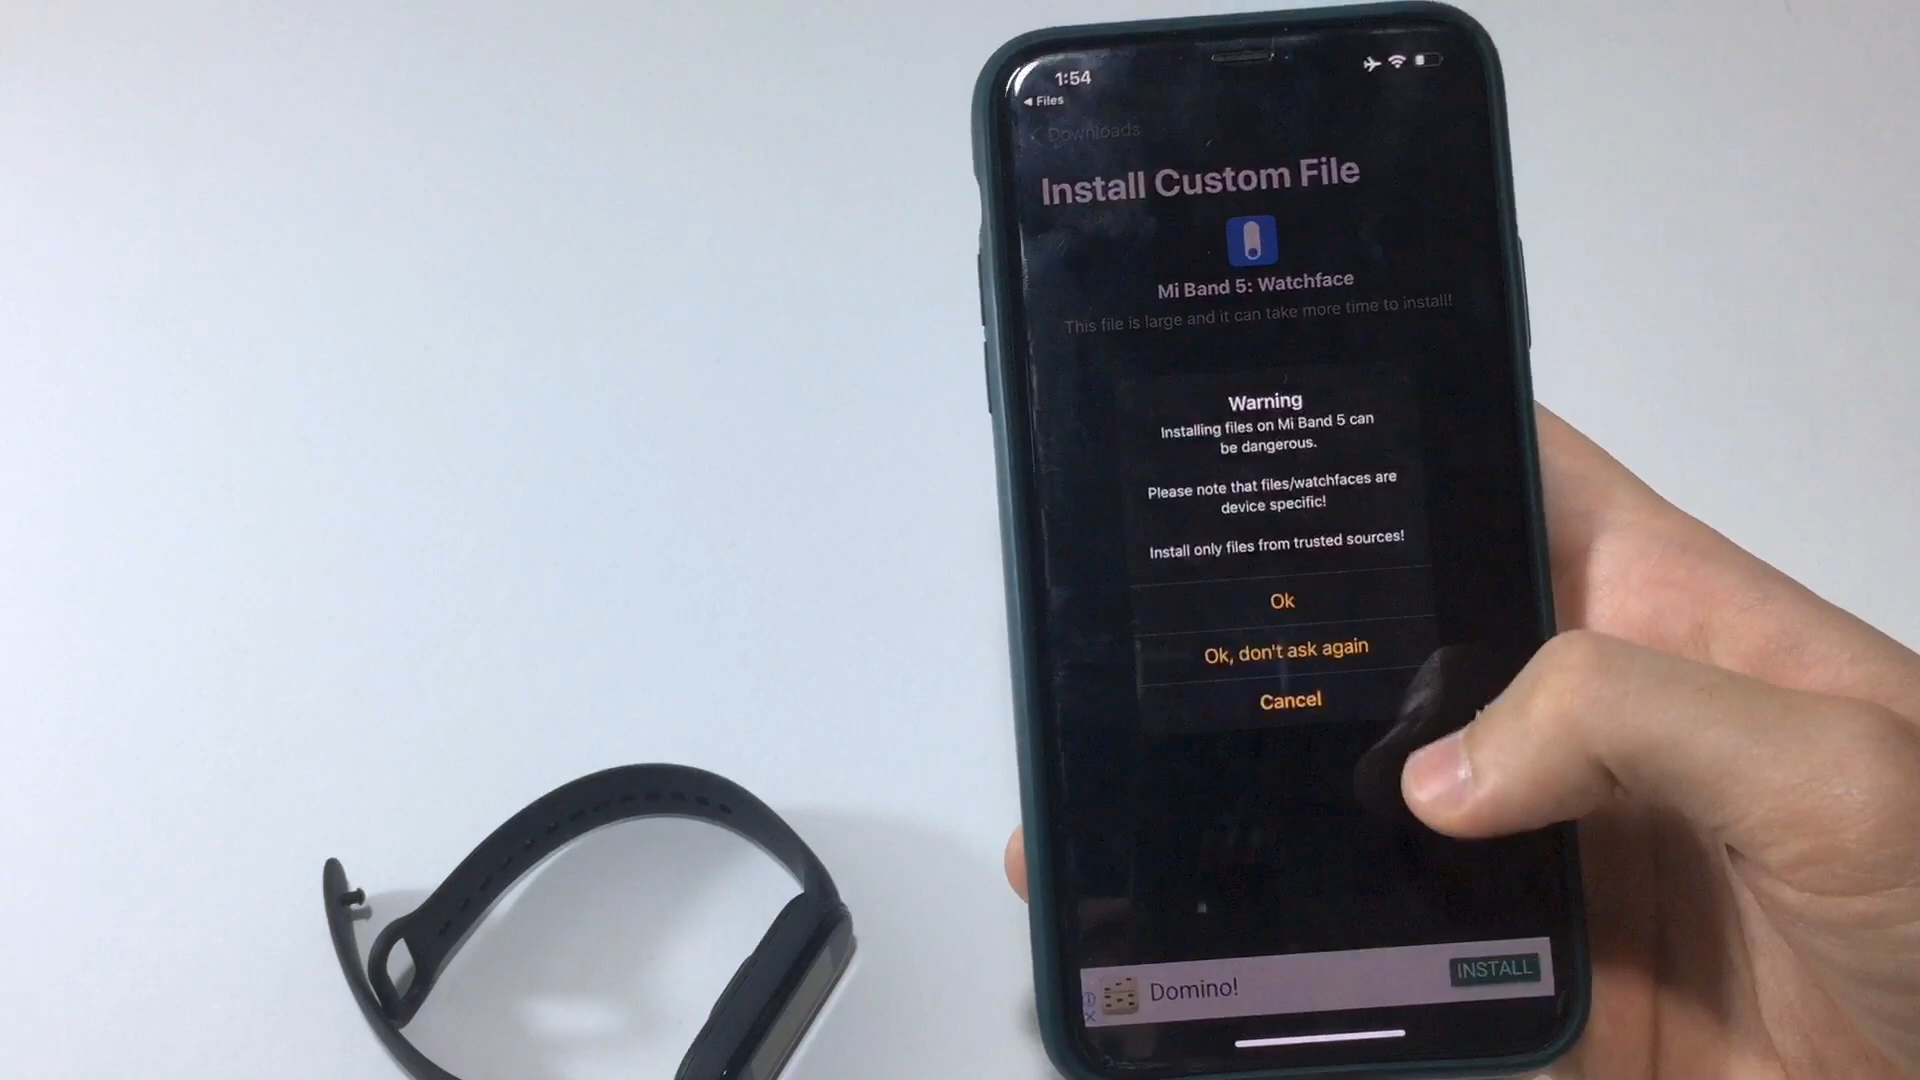 1:54
◀ Files
< Downloads
Install Custom File
Mi Band 5: Watchface
This file is large and it can take more time to install!
Warning
Installing files on Mi Band 5 can
be dangerous.
Please note that files/watchfaces are
device specific!
Install only files from trusted sources!
Ok
Ok, don't ask again
Cancel
Domino!
INSTALL